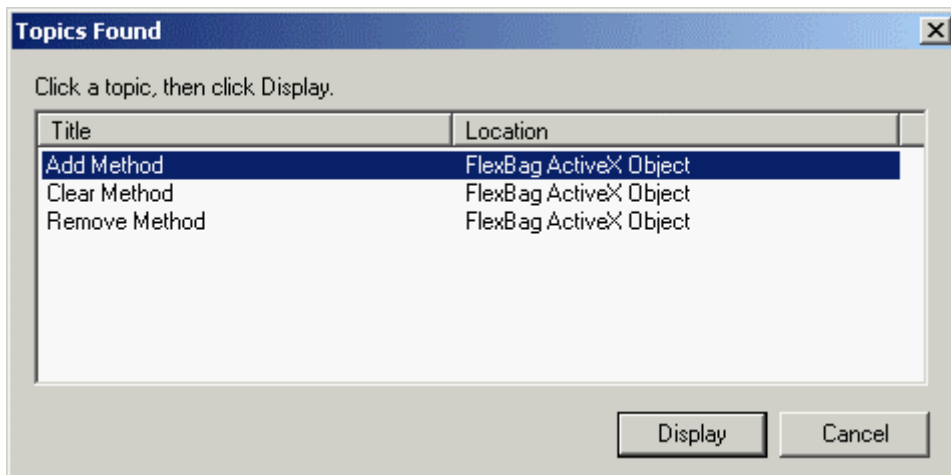 Topics Found
Click a topic, then click Display.
Title Location
Add Method FlexBag ActiveX Object
Clear Method FlexBag ActiveX Object
Remove Method FlexBag ActiveX Object
Display Cancel